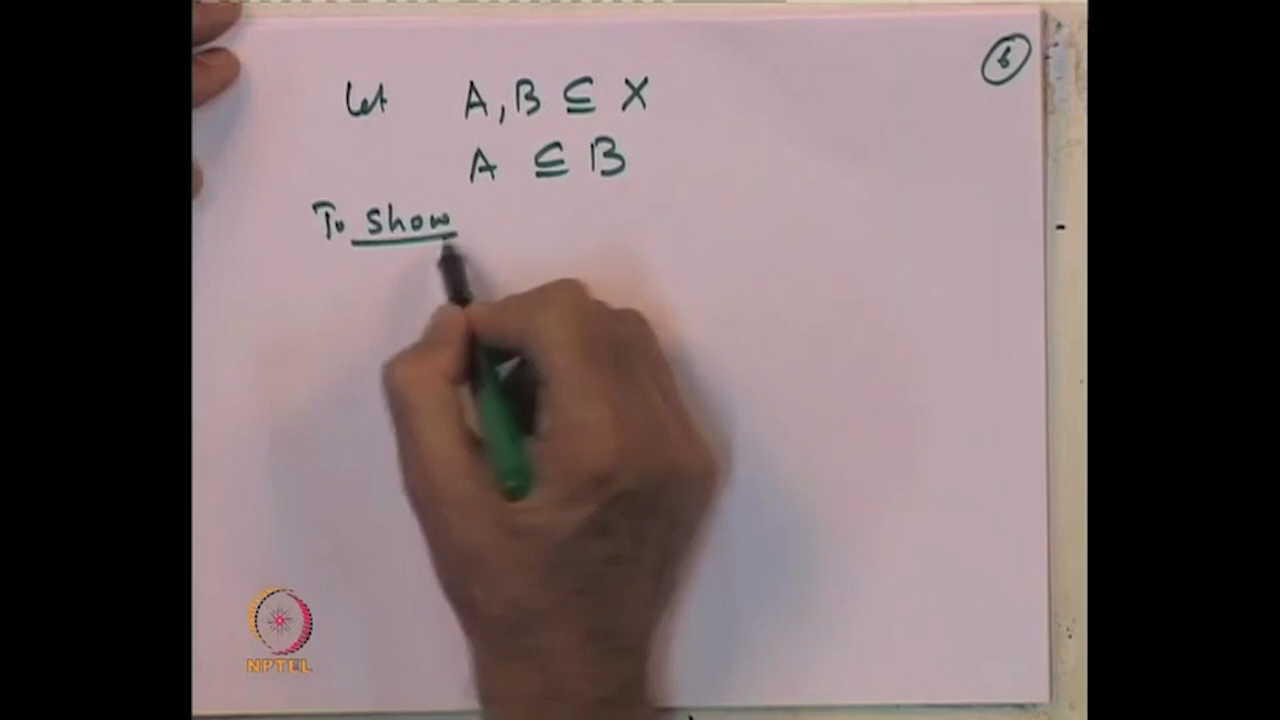 6
Let A, B ⊆ X
A ⊆ B
To show
NPTEL